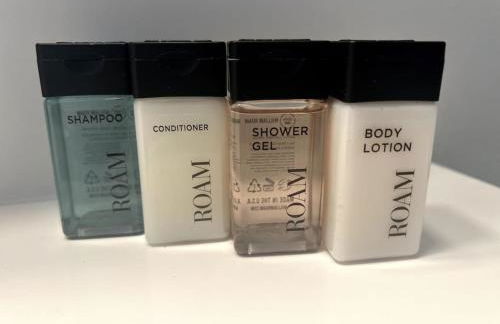 SHAMPOO
ROAM
CONDITIONER
ROAM
SHOWER
GEL
ROAM
BODY
LOTION
ROAM